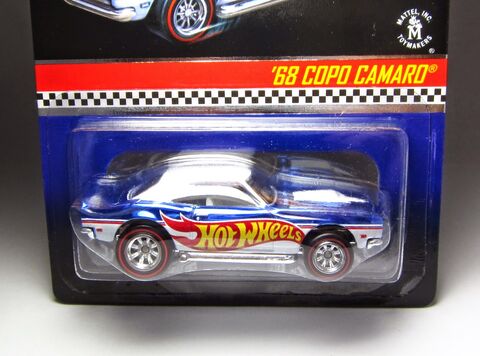 MATTEL, INC.
M
TOYMAKERS
'68 COPO CAMARO®
HOT WHEELS